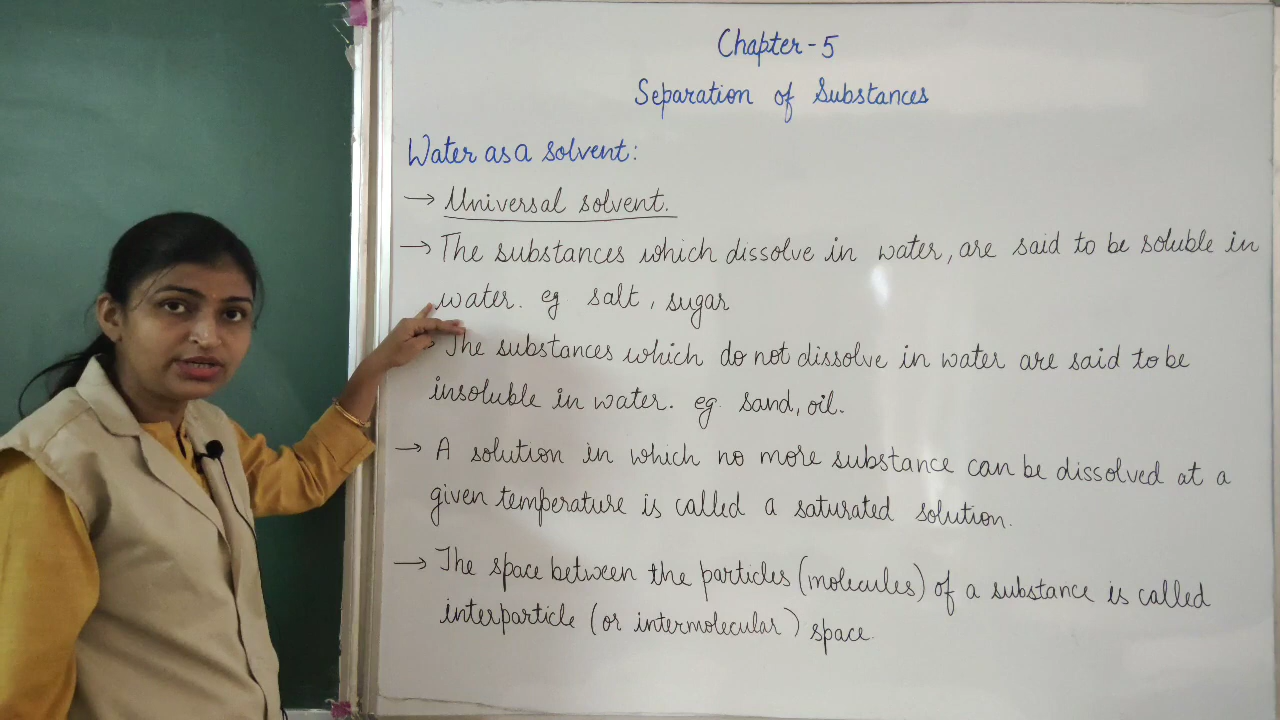 Chapter-5
Separation of Substances
Water as a solvent:
→ Universal solvent.
→ The substances which dissolve in water, are said to be soluble in
water. eg salt, sugar
The substances which do not dissolve in water are said to be
insoluble in water. eg. sand, oil.
→ A solution in which no more substance can be dissolved at a
given temperature is called a saturated solution.
→ The space between the particles (molecules) of a substance is called
interparticle (or intermolecular) space.